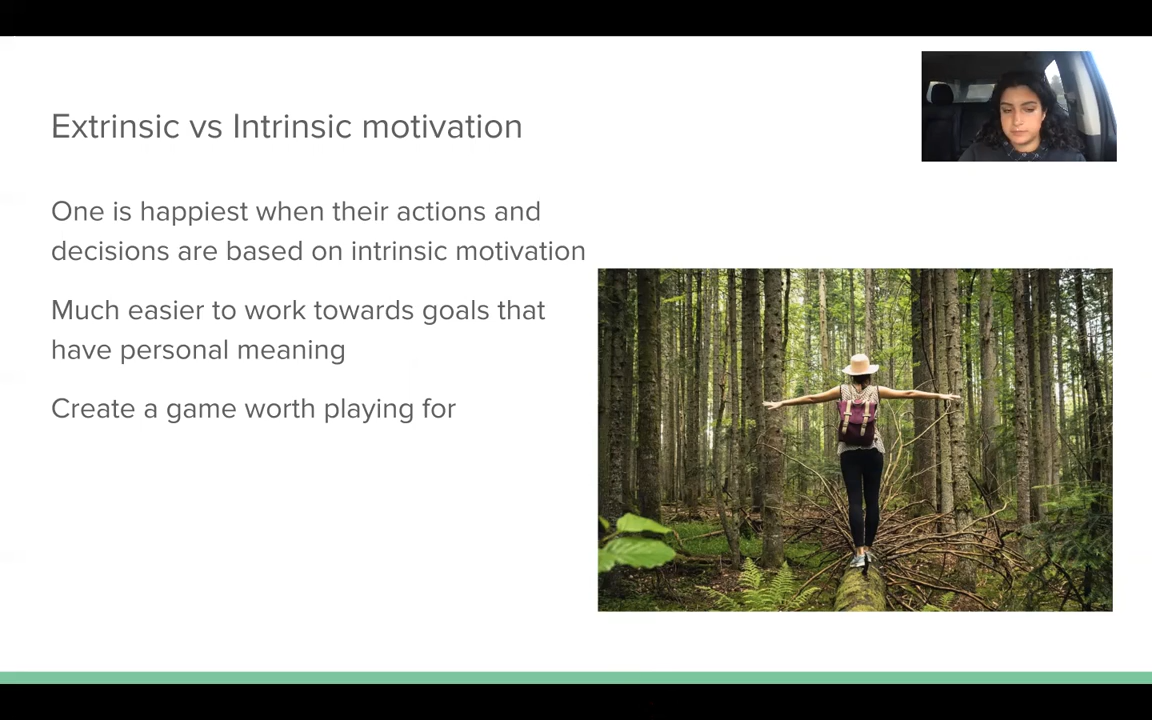 Extrinsic vs Intrinsic motivation
One is happiest when their actions and
decisions are based on intrinsic motivation
Much easier to work towards goals that
have personal meaning
Create a game worth playing for